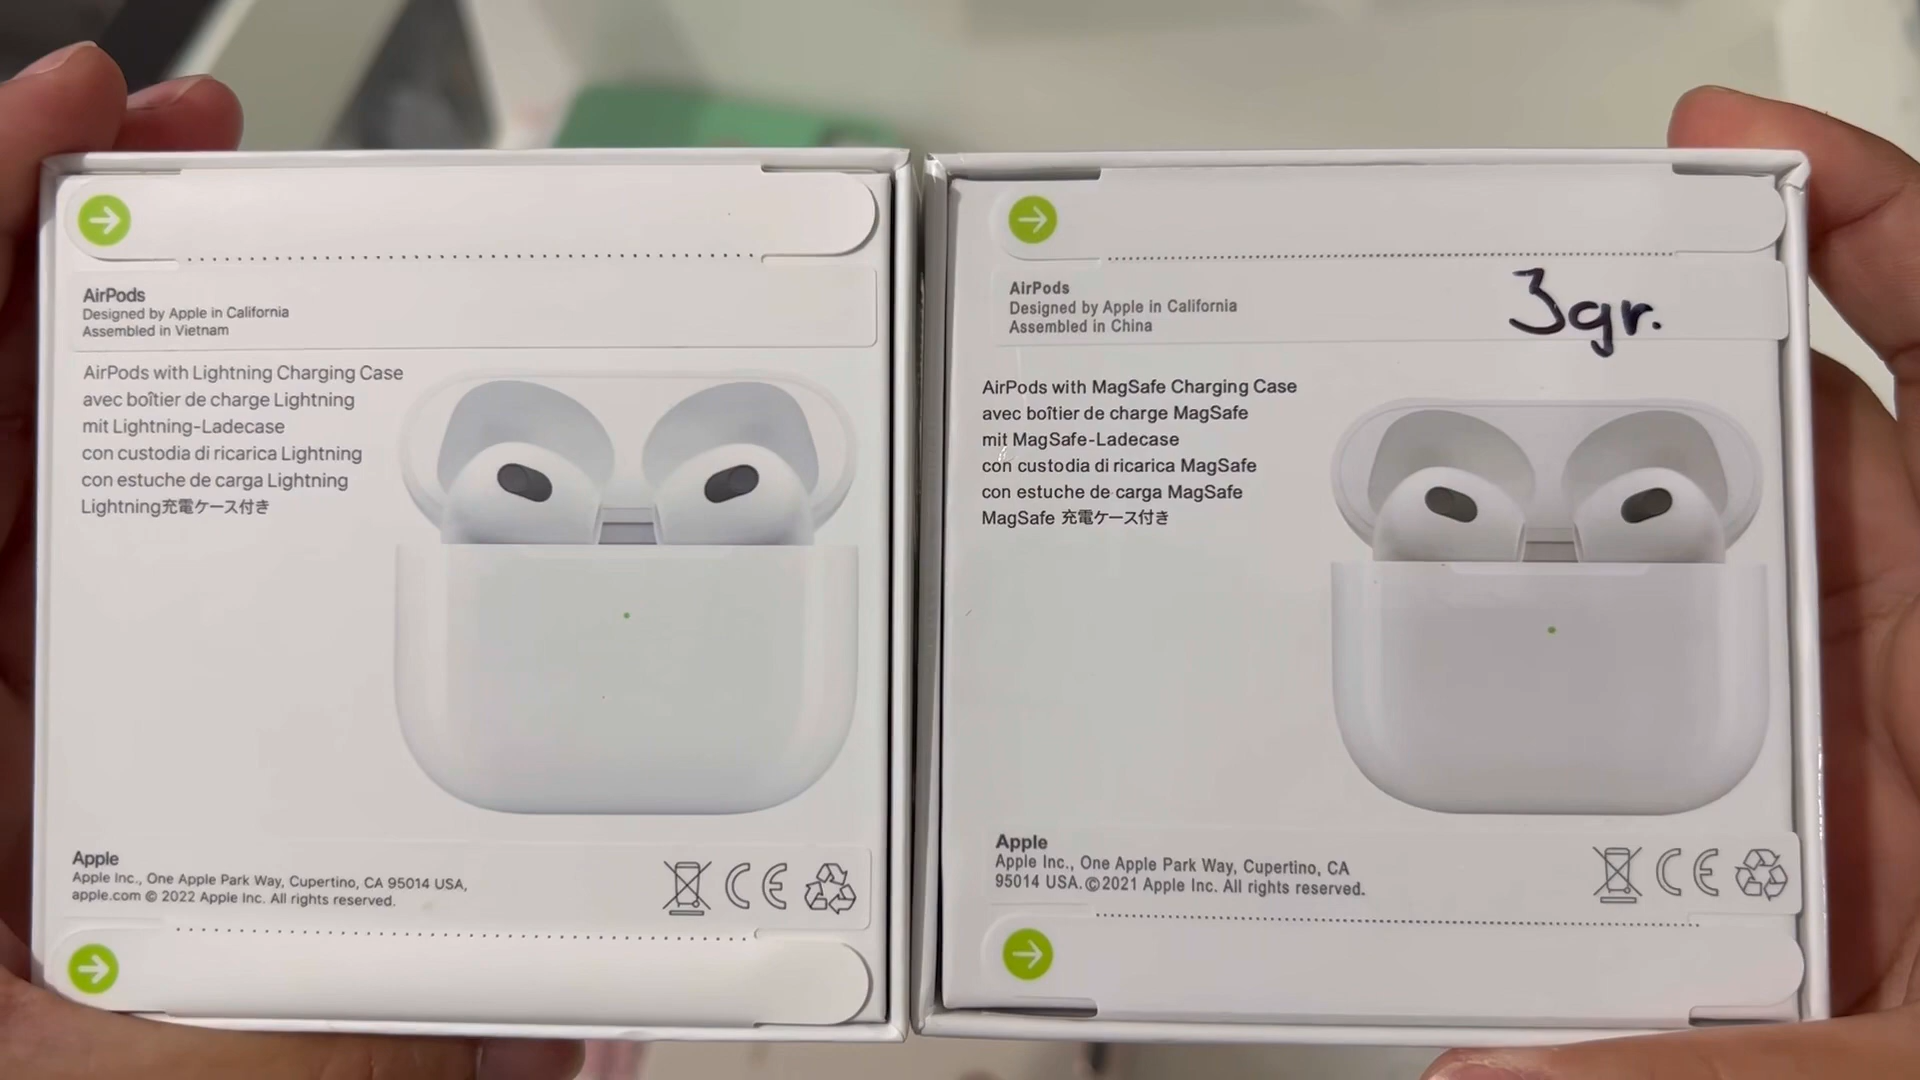 AirPods
Designed by Apple in California
Assembled in Vietnam
AirPods with Lightning Charging Case
avec boîtier de charge Lightning
mit Lightning-Ladecase
con custodia di ricarica Lightning
con estuche de carga Lightning
Lightning充電ケース付き
Apple
Apple Inc., One Apple Park Way, Cupertino, CA 95014 USA,
apple.com © 2022 Apple Inc. All rights reserved.
CE
AirPods
Designed by Apple in California
Assembled in China
3gr.
AirPods with MagSafe Charging Case
avec boîtier de charge MagSafe
mit MagSafe-Ladecase
con custodia di ricarica MagSafe
con estuche de carga MagSafe
MagSafe 充電ケース付き
Apple
Apple Inc., One Apple Park Way, Cupertino, CA
95014 USA.©2021 Apple Inc. All rights reserved.
CE